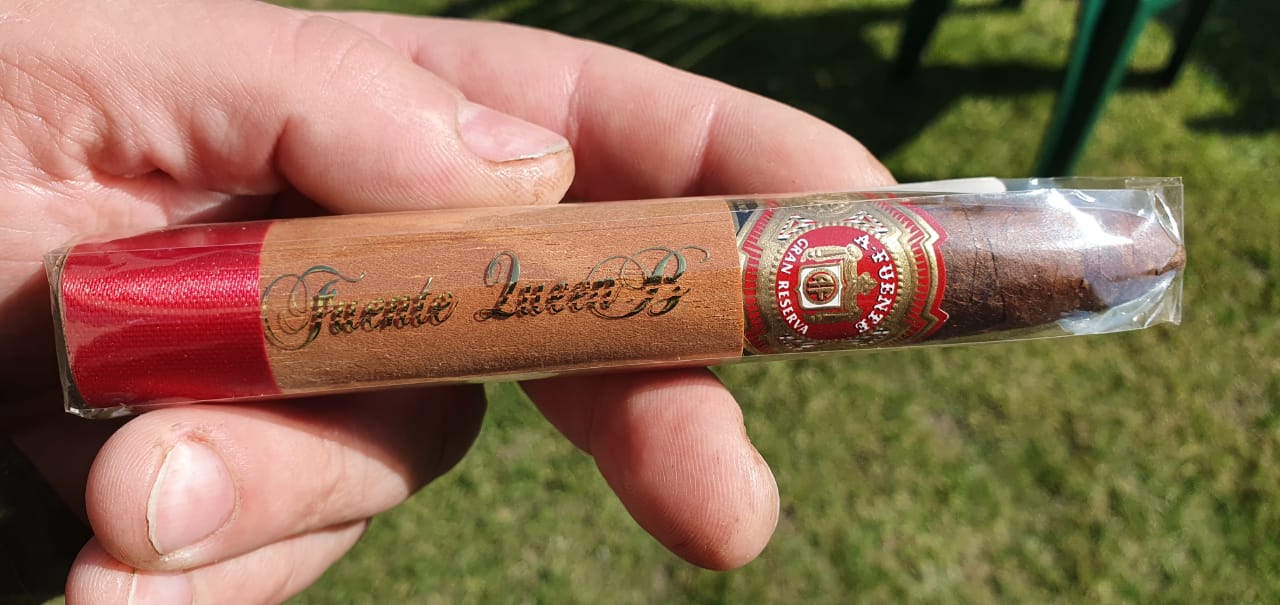 Fuente Queen B
A·FUENTE
GRAN RESERVA